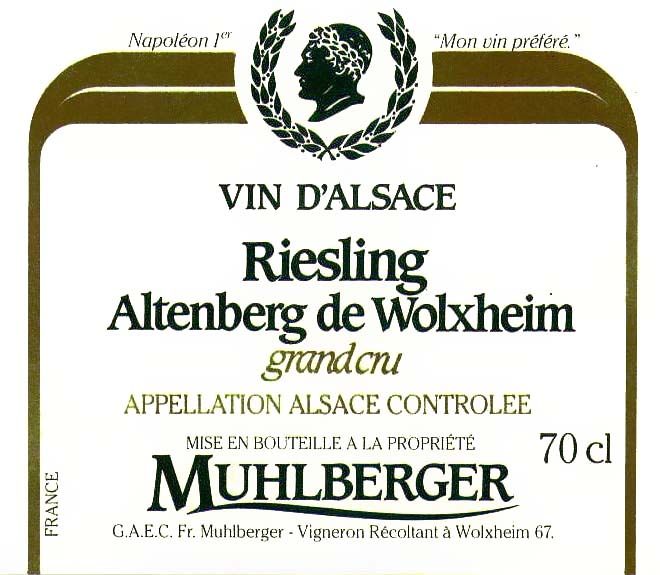 Napoléon 1er
"Mon vin préféré."
VIN D'ALSACE
Riesling
Altenberg de Wolxheim
grand cru
APPELLATION ALSACE CONTROLEE
MISE EN BOUTEILLE A LA PROPRIÉTÉ
70 cl
MUHLBERGER
FRANCE
G.A.E.C. Fr. Muhlberger - Vigneron Récoltant à Wolxheim 67.